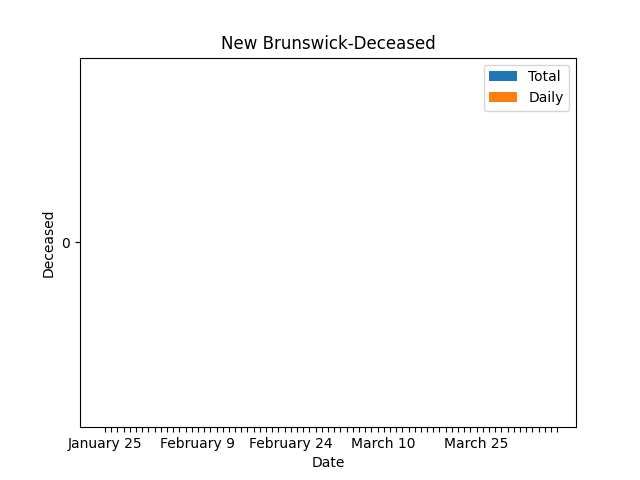 New Brunswick-Deceased
Total
Daily
Deceased
0
January 25 February 9 February 24 March 10 March 25
Date